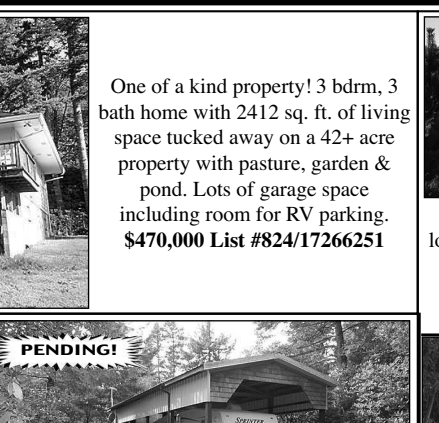 One of a kind property! 3 bdrm, 3
bath home with 2412 sq. ft. of living
space tucked away on a 42+ acre
property with pasture, garden &
pond. Lots of garage space
including room for RV parking.
$470,000 List #824/17266251
lo
PENDING!
SPRINTER